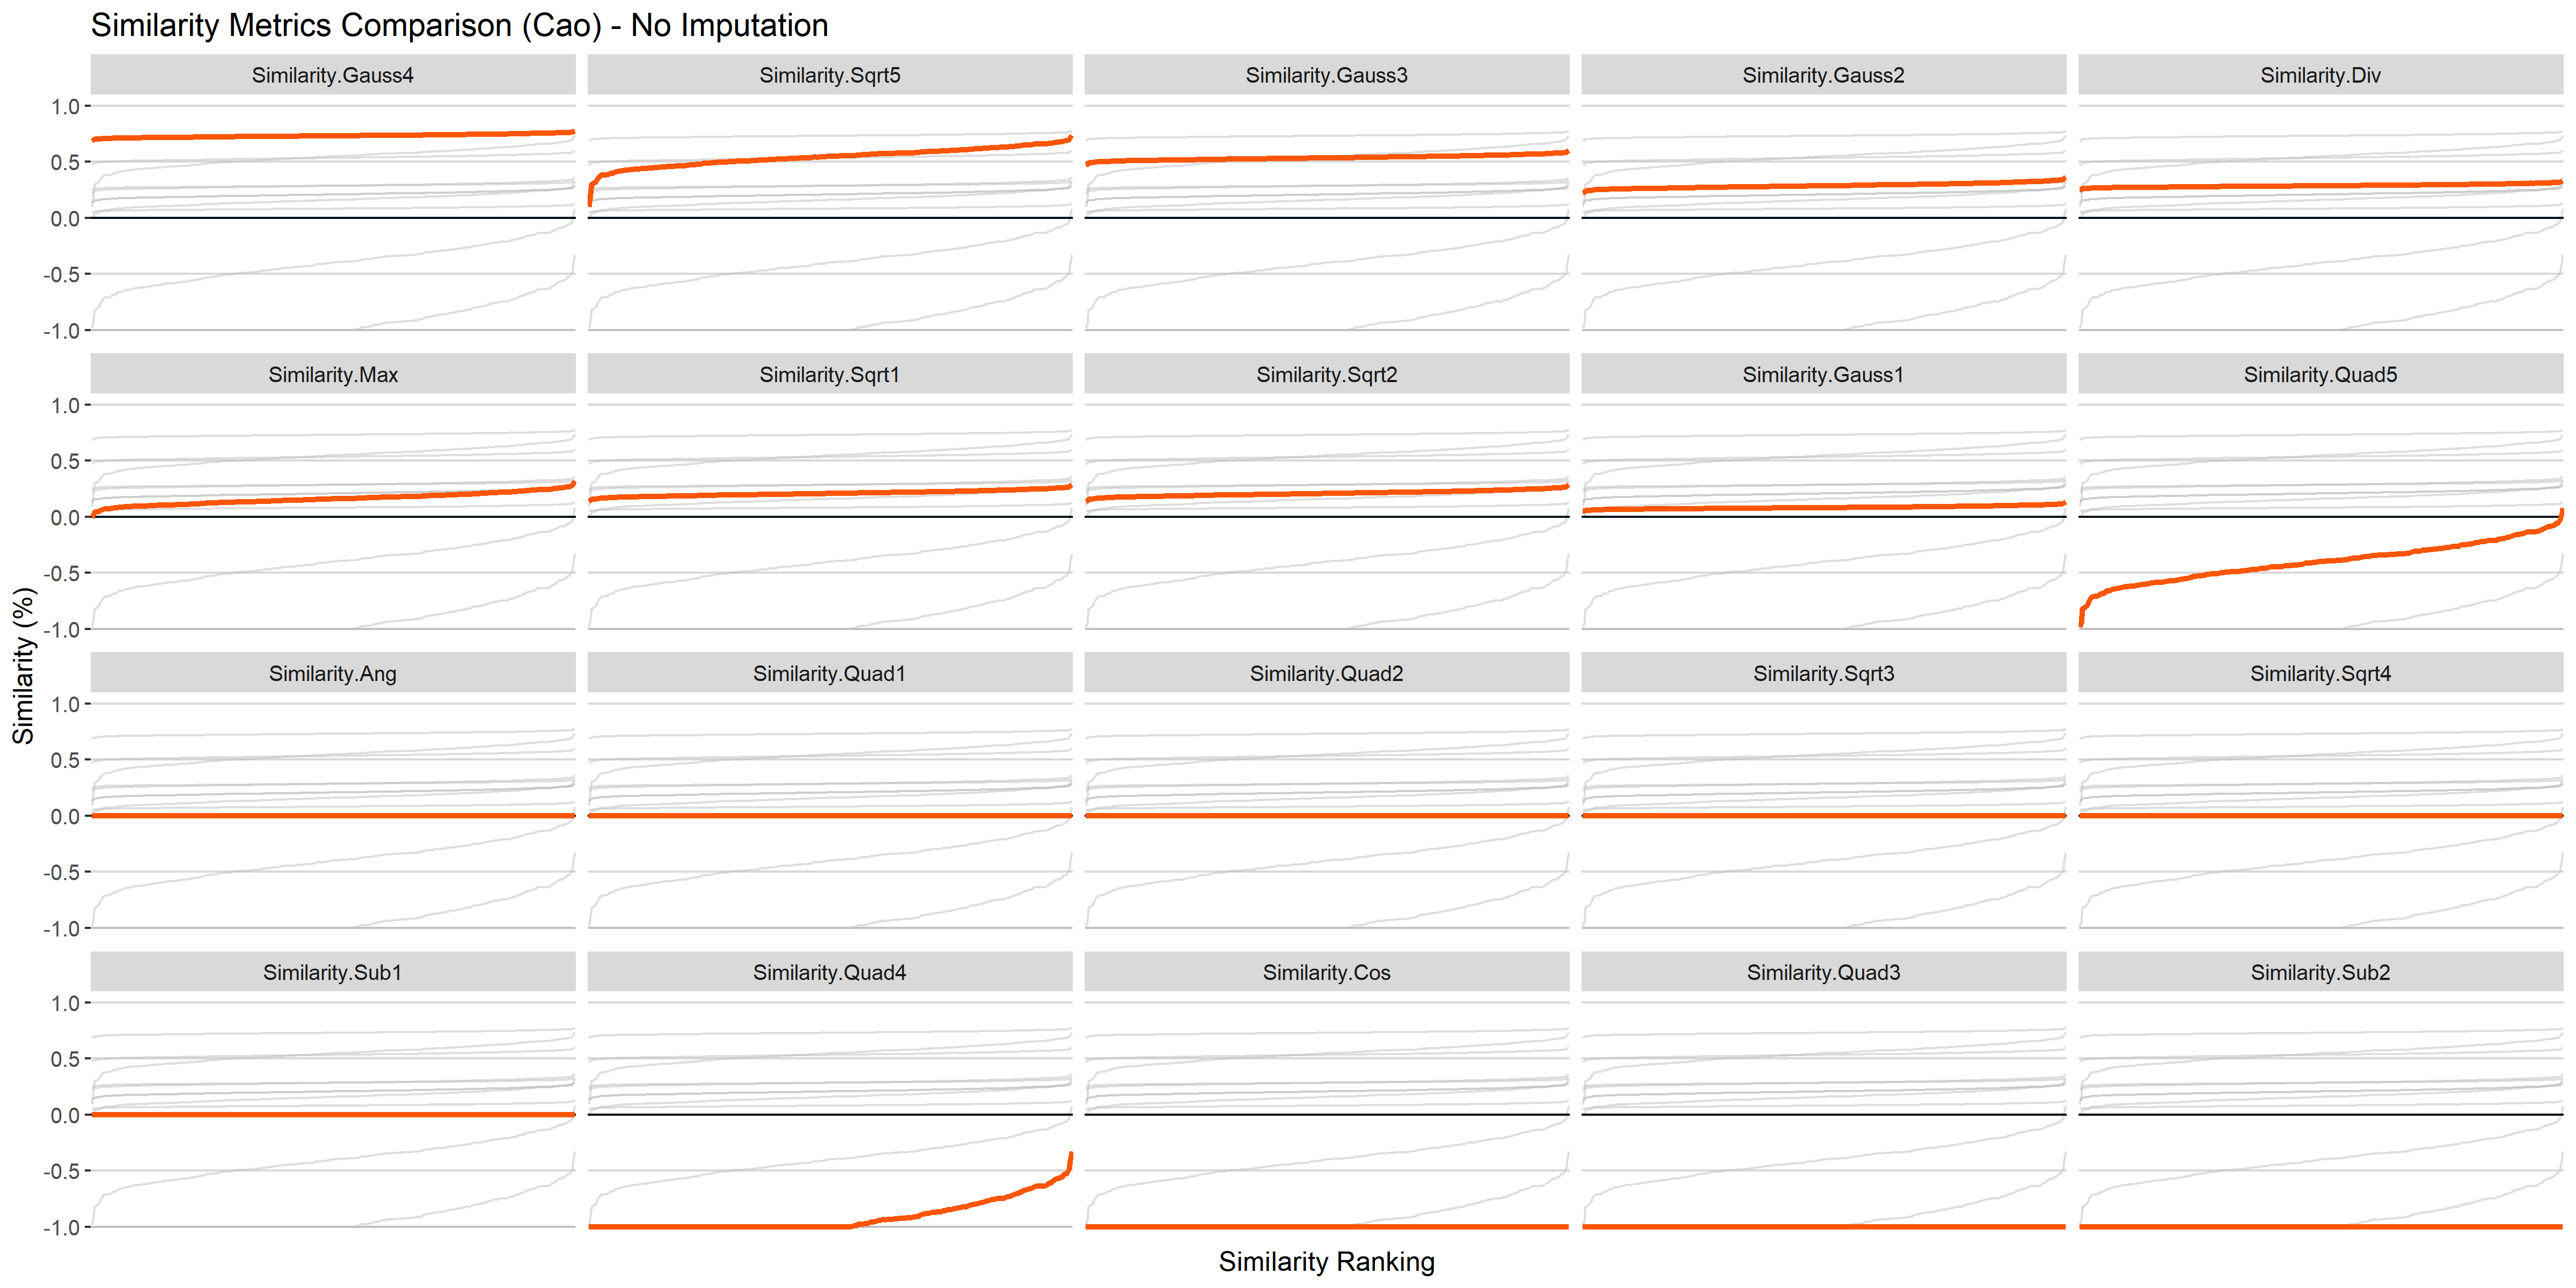 Similarity Metrics Comparison (Cao) - No Imputation
Similarity.Gauss4
Similarity.Sqrt5
Similarity.Gauss3
Similarity.Gauss2
Similarity.Div
1.0
0.5
0.0
-0.5
-1.0
Similarity.Max
Similarity.Sqrt1
Similarity.Sqrt2
Similarity.Gauss1
Similarity.Quad5
1.0
0.5
0.0
-0.5
-1.0
Similarity (%)
Similarity.Ang
Similarity.Quad1
Similarity.Quad2
Similarity.Sqrt3
Similarity.Sqrt4
1.0
0.5
0.0
-0.5
-1.0
Similarity.Sub1
Similarity.Quad4
Similarity.Cos
Similarity.Quad3
Similarity.Sub2
1.0
0.5
0.0
-0.5
-1.0
Similarity Ranking